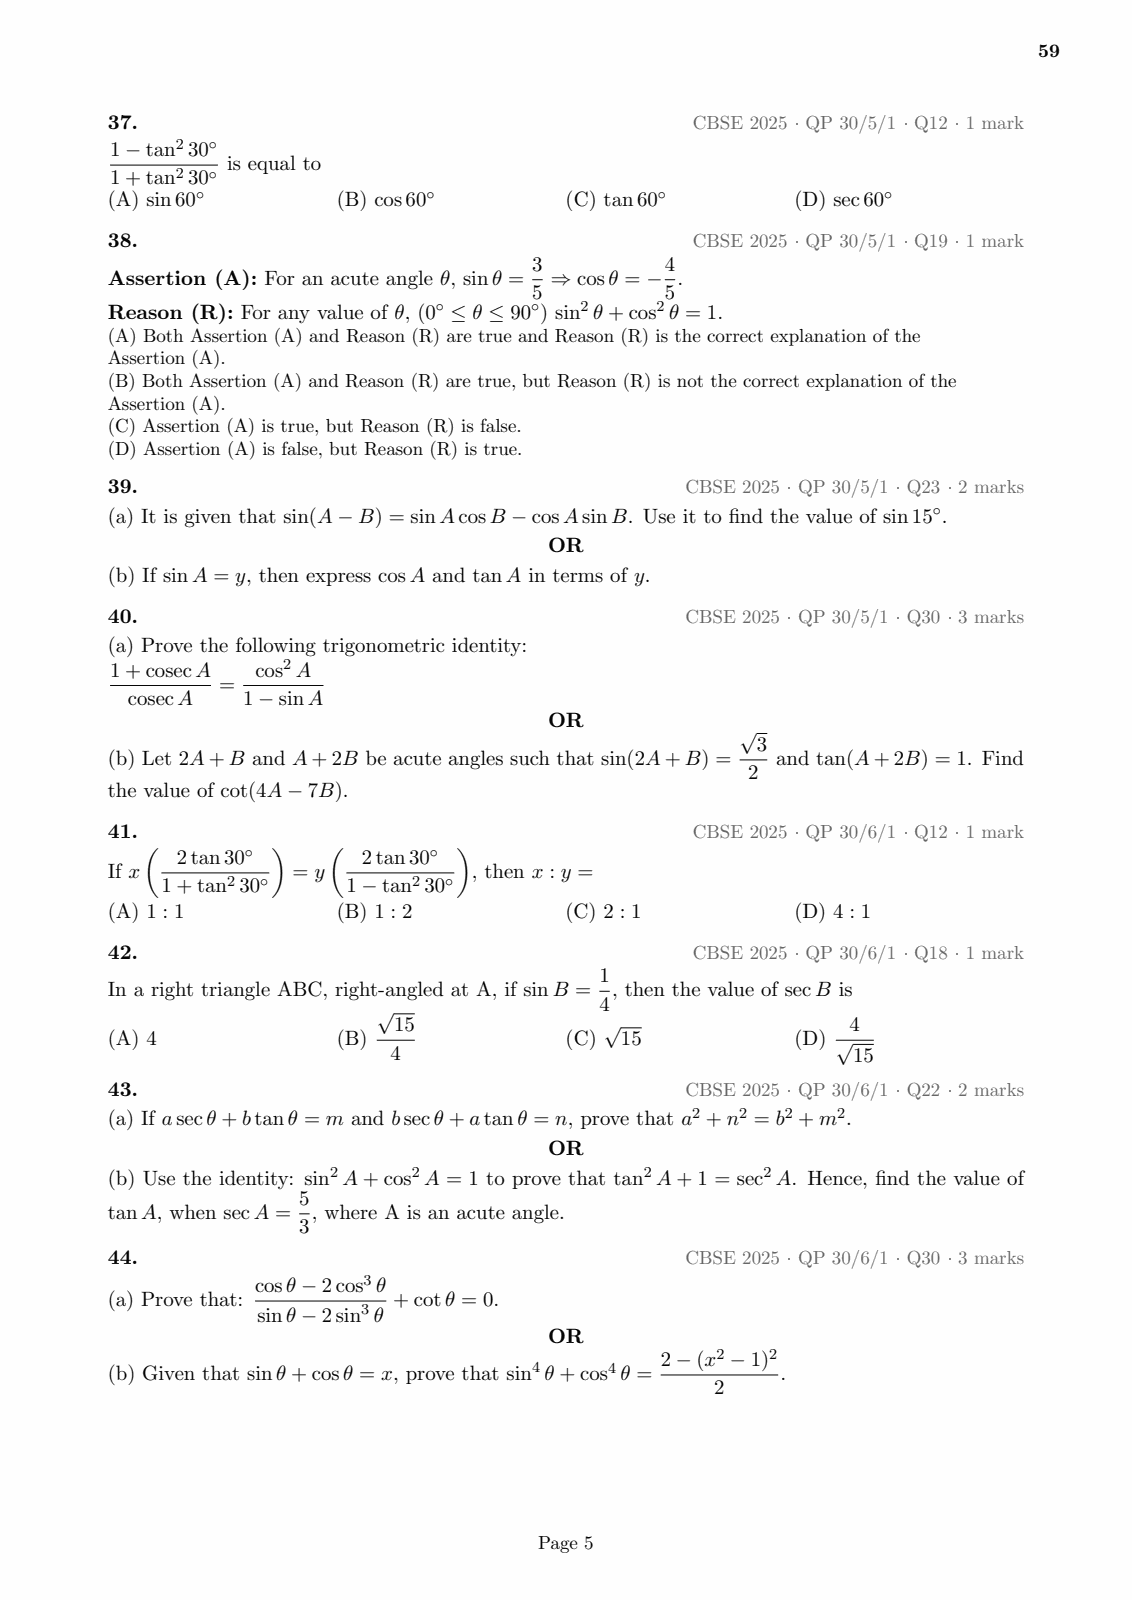 59
37. CBSE 2025 · QP 30/5/1 · Q12 · 1 mark
\frac{1 − tan² 30°}{1 + tan² 30°} is equal to
(A) sin 60° (B) cos 60° (C) tan 60° (D) sec 60°
38. CBSE 2025 · QP 30/5/1 · Q19 · 1 mark
Assertion (A): For an acute angle θ, sin θ = \frac{3}{5} ⇒ cos θ = −\frac{4}{5}.
Reason (R): For any value of θ, (0° ≤ θ ≤ 90°) sin² θ + cos² θ = 1.
(A) Both Assertion (A) and Reason (R) are true and Reason (R) is the correct explanation of the
Assertion (A).
(B) Both Assertion (A) and Reason (R) are true, but Reason (R) is not the correct explanation of the
Assertion (A).
(C) Assertion (A) is true, but Reason (R) is false.
(D) Assertion (A) is false, but Reason (R) is true.
39. CBSE 2025 · QP 30/5/1 · Q23 · 2 marks
(a) It is given that sin(A − B) = sin A cos B − cos A sin B. Use it to find the value of sin 15°.
OR
(b) If sin A = y, then express cos A and tan A in terms of y.
40. CBSE 2025 · QP 30/5/1 · Q30 · 3 marks
(a) Prove the following trigonometric identity:
\frac{1 + cosec A}{cosec A} = \frac{cos² A}{1 − sin A}
OR
(b) Let 2A + B and A + 2B be acute angles such that sin(2A + B) = \frac{√3}{2} and tan(A + 2B) = 1. Find
the value of cot(4A − 7B).
41. CBSE 2025 · QP 30/6/1 · Q12 · 1 mark
If x (\frac{2 tan 30°}{1 + tan² 30°}) = y (\frac{2 tan 30°}{1 − tan² 30°}), then x : y =
(A) 1 : 1 (B) 1 : 2 (C) 2 : 1 (D) 4 : 1
42. CBSE 2025 · QP 30/6/1 · Q18 · 1 mark
In a right triangle ABC, right-angled at A, if sin B = \frac{1}{4}, then the value of sec B is
(A) 4 (B) \frac{√15}{4} (C) √15 (D) \frac{4}{√15}
43. CBSE 2025 · QP 30/6/1 · Q22 · 2 marks
(a) If a sec θ + b tan θ = m and b sec θ + a tan θ = n, prove that a² + n² = b² + m².
OR
(b) Use the identity: sin² A + cos² A = 1 to prove that tan² A + 1 = sec² A. Hence, find the value of
tan A, when sec A = \frac{5}{3}, where A is an acute angle.
44. CBSE 2025 · QP 30/6/1 · Q30 · 3 marks
(a) Prove that: \frac{cos θ − 2 cos³ θ}{sin θ − 2 sin³ θ} + cot θ = 0.
OR
(b) Given that sin θ + cos θ = x, prove that sin⁴ θ + cos⁴ θ = \frac{2 − (x² − 1)²}{2}.
Page 5